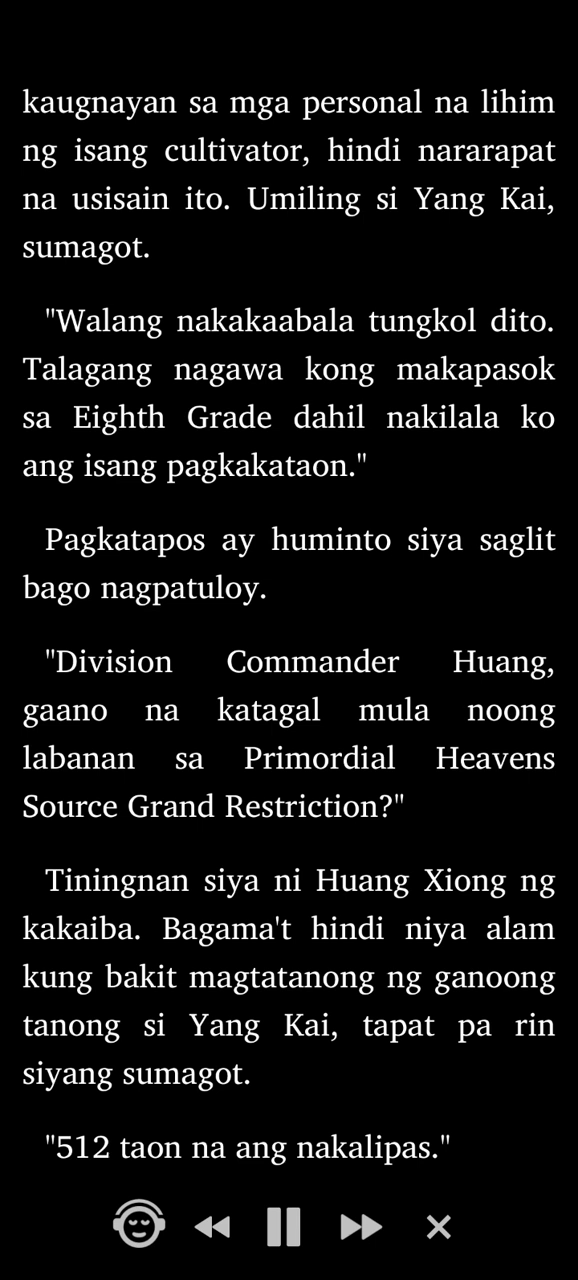 kaugnayan sa mga personal na lihim
ng isang cultivator, hindi nararapat
na usisain ito. Umiling si Yang Kai,
sumagot.
"Walang nakakaabala tungkol dito.
Talagang nagawa kong makapasok
sa Eighth Grade dahil nakilala ko
ang isang pagkakataon."
Pagkatapos ay huminto siya saglit
bago nagpatuloy.
"Division Commander Huang,
gaano na katagal mula noong
labanan sa Primordial Heavens
Source Grand Restriction?"
Tiningnan siya ni Huang Xiong ng
kakaiba. Bagama't hindi niya alam
kung bakit magtatanong ng ganoong
tanong si Yang Kai, tapat pa rin
siyang sumagot.
"512 taon na ang nakalipas."